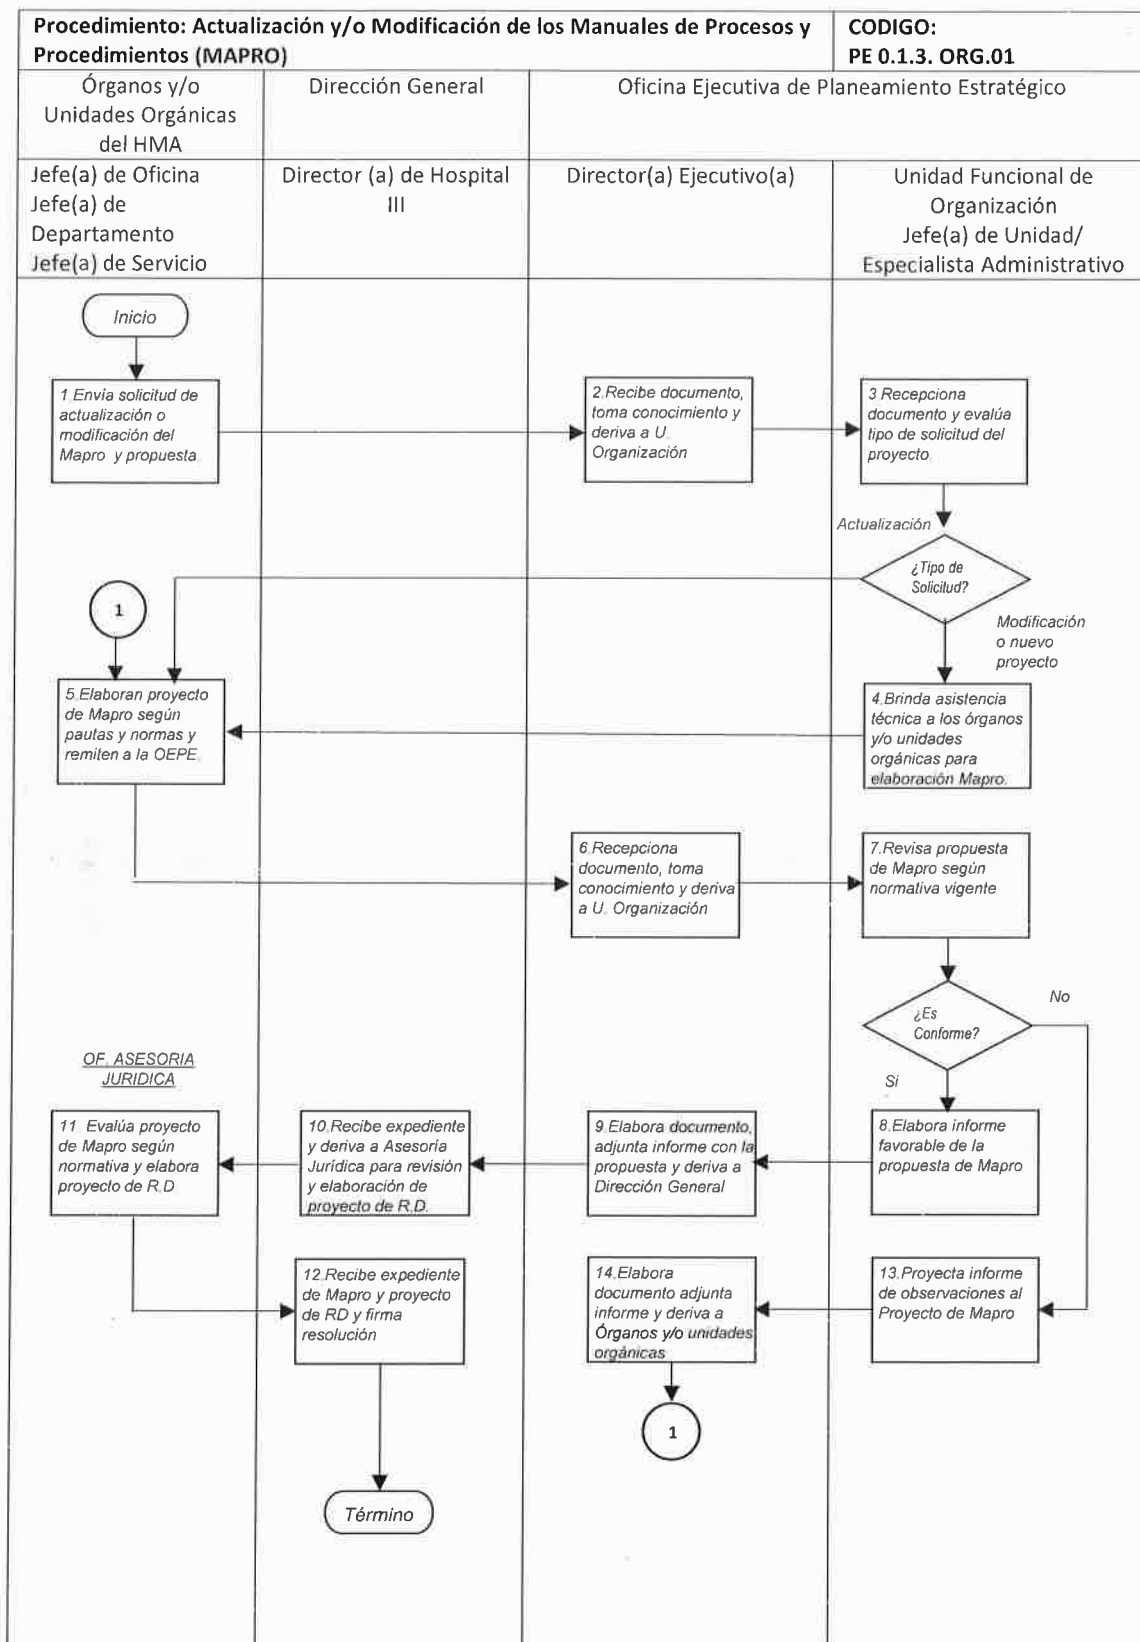 Procedimiento: Actualización y/o Modificación de los Manuales de Procesos y
Procedimientos (MAPRO)
CODIGO:
PE 0.1.3. ORG.01
Órganos y/o
Unidades Orgánicas
del HMA
Dirección General
Oficina Ejecutiva de Planeamiento Estratégico
Jefe(a) de Oficina
Jefe(a) de
Departamento
Jefe(a) de Servicio
Director (a) de Hospital
III
Director(a) Ejecutivo(a)
Unidad Funcional de
Organización
Jefe(a) de Unidad/
Especialista Administrativo
Inicio
1.Envía solicitud de
actualización o
modificación del
Mapro y propuesta.
2.Recibe documento,
toma conocimiento y
deriva a U.
Organización
3.Recepciona
documento y evalúa
tipo de solicitud del
proyecto.
Actualización
¿Tipo de
Solicitud?
Modificación
o nuevo
proyecto
1
5.Elaboran proyecto
de Mapro según
pautas y normas y
remiten a la OEPE.
4.Brinda asistencia
técnica a los órganos
y/o unidades
orgánicas para
elaboración Mapro.
6.Recepciona
documento, toma
conocimiento y deriva
a U. Organización
7.Revisa propuesta
de Mapro según
normativa vigente
¿Es
Conforme?
No
Si
OF. ASESORIA
JURIDICA
11. Evalúa proyecto
de Mapro según
normativa y elabora
proyecto de R.D
10.Recibe expediente
y deriva a Asesoría
Jurídica para revisión
y elaboración de
proyecto de R.D.
9.Elabora documento,
adjunta informe con la
propuesta y deriva a
Dirección General
8.Elabora informe
favorable de la
propuesta de Mapro
12.Recibe expediente
de Mapro y proyecto
de RD y firma
resolución
14.Elabora
documento adjunta
informe y deriva a
Órganos y/o unidades
orgánicas
13.Proyecta informe
de observaciones al
Proyecto de Mapro
1
Término